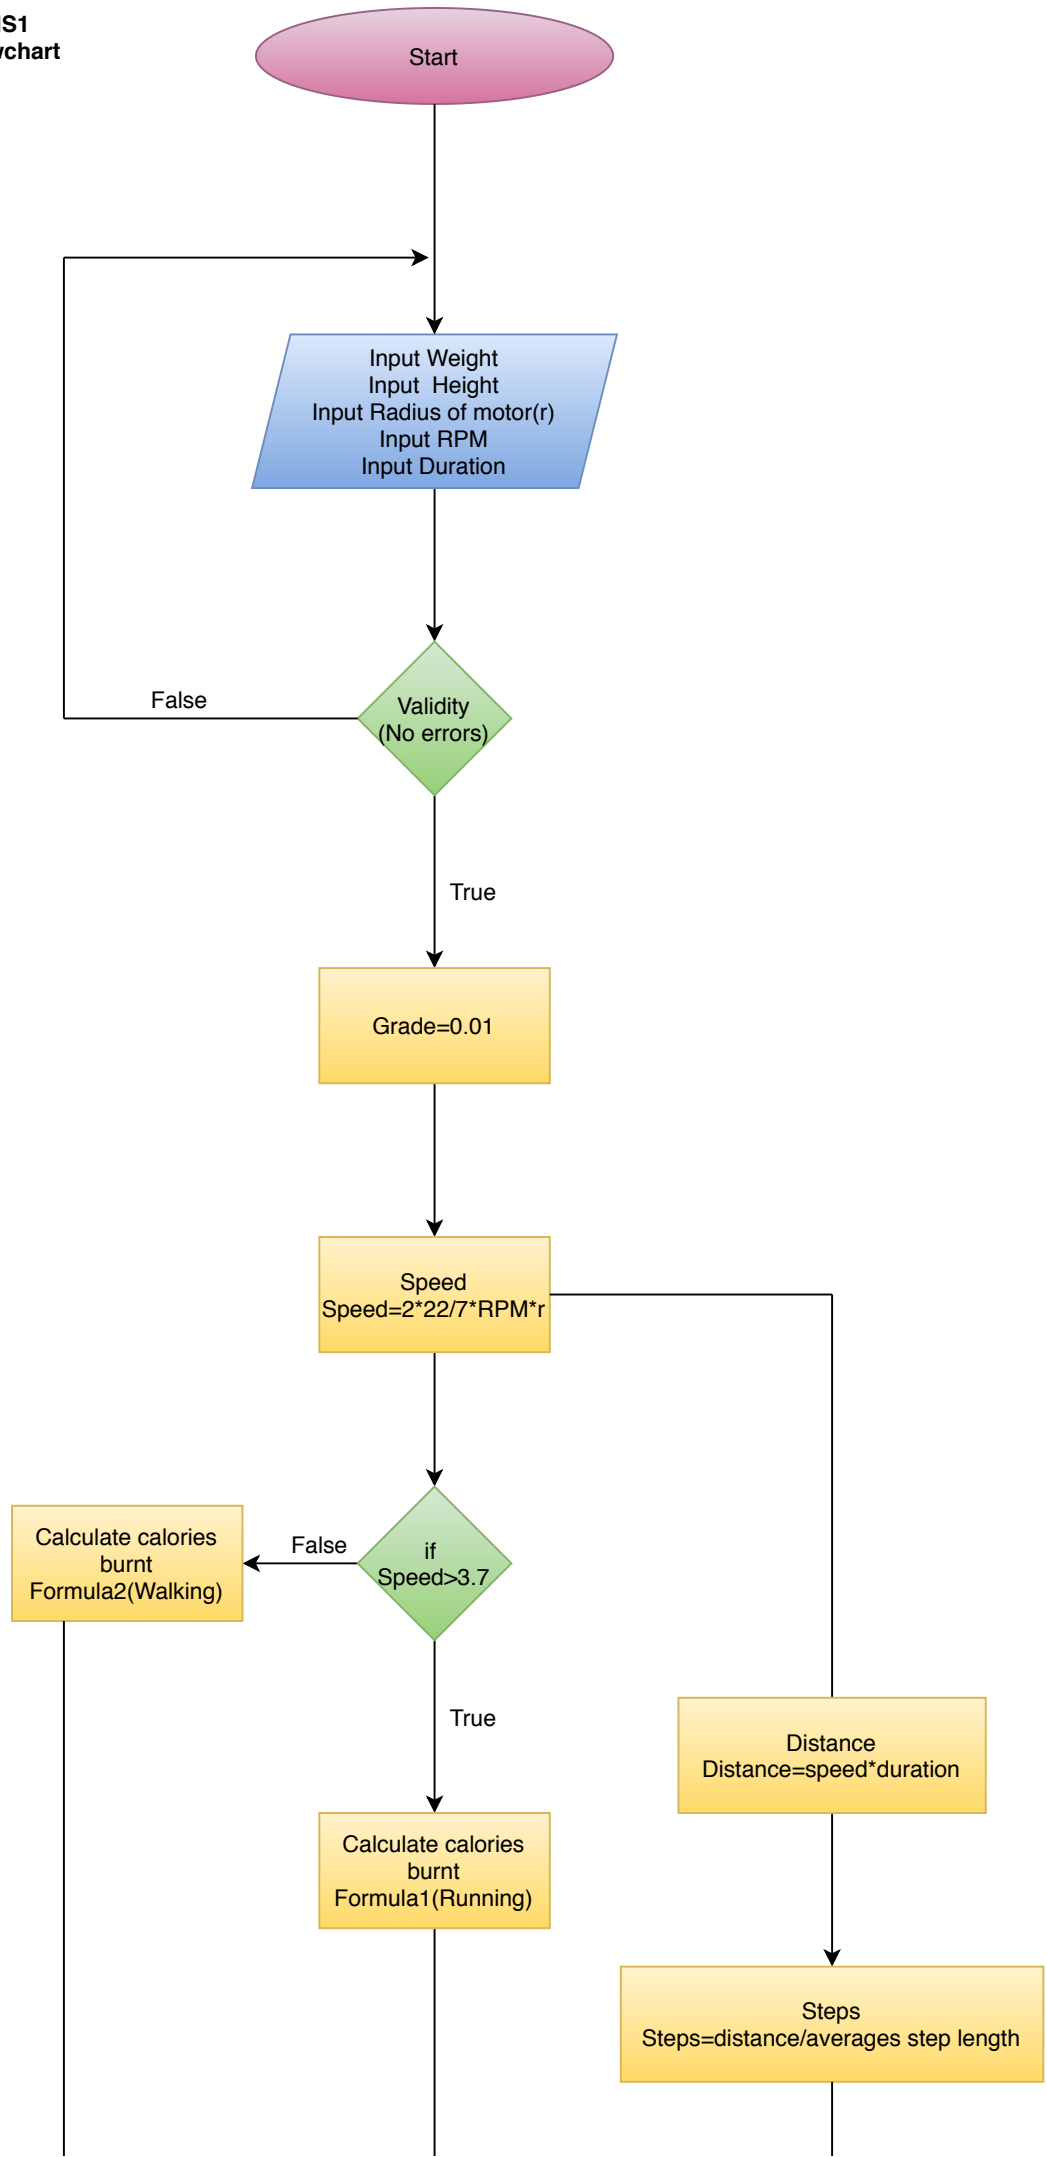 Start
Input Weight
Input Height
Input Radius of motor(r)
Input RPM
Input Duration
Validity
(No errors)
False
True
Grade=0.01
Speed
Speed=2*22/7*RPM*r
if
Speed>3.7
False
Calculate calories
burnt
Formula2(Walking)
True
Distance
Distance=speed*duration
Calculate calories
burnt
Formula1(Running)
Steps
Steps=distance/averages step length